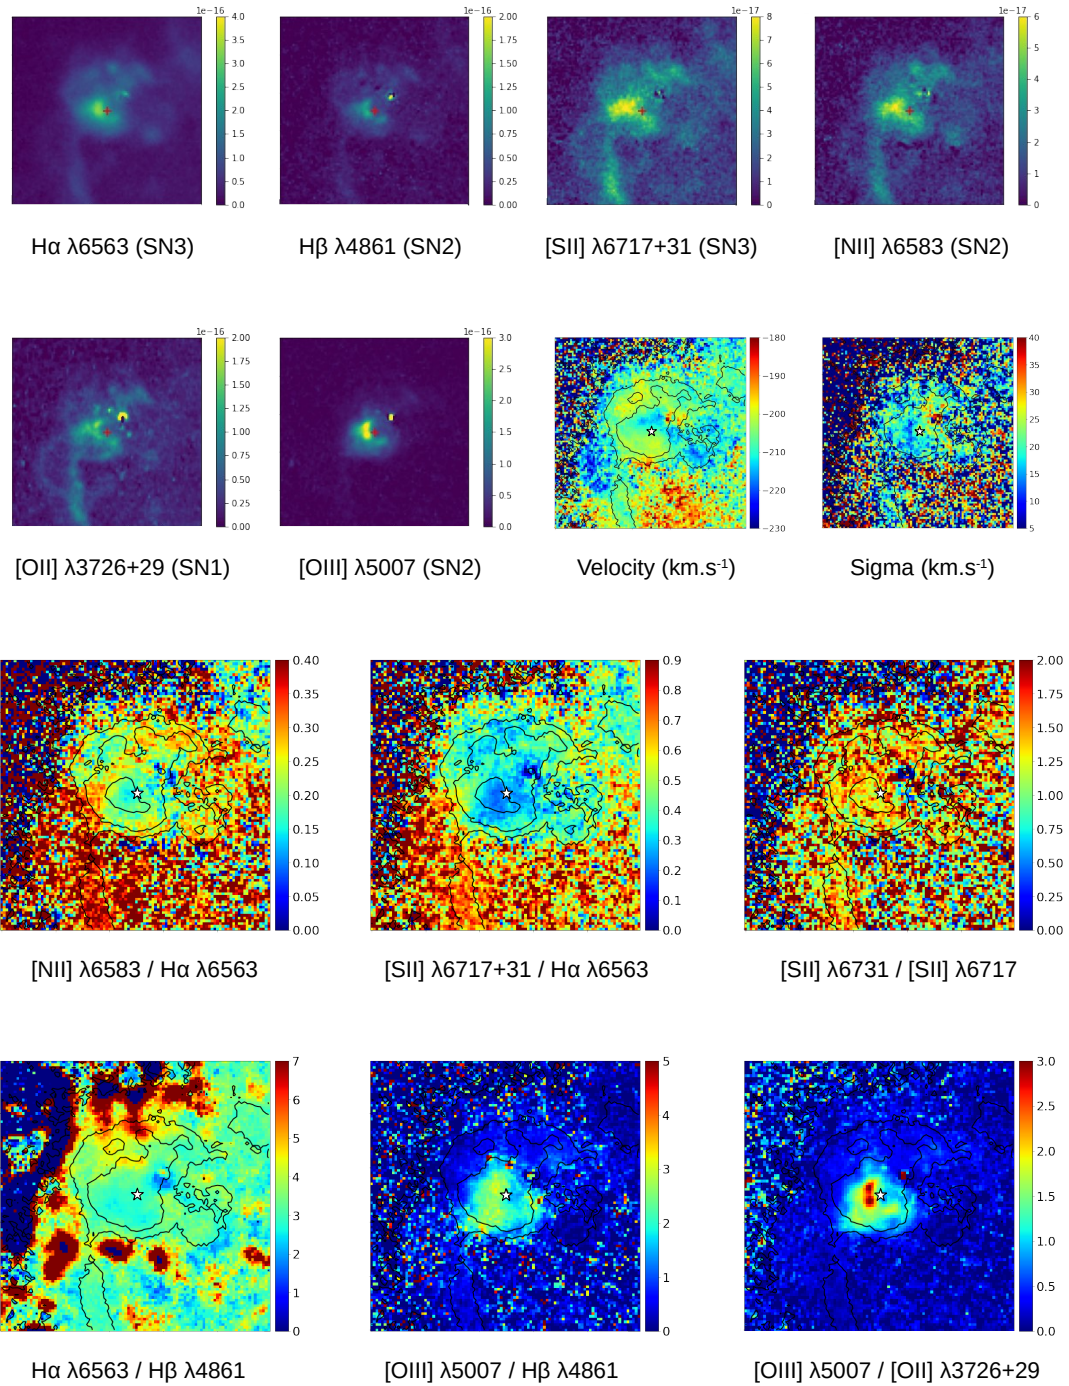 1e−16 1e−16 1e−17 1e−17
4.0 3.5 3.0 2.5 2.0 1.5 1.0 0.5 0.0
2.00 1.75 1.50 1.25 1.00 0.75 0.50 0.25 0.00
8 7 6 5 4 3 2 1 0
6 5 4 3 2 1 0
Hα λ6563 (SN3)
Hβ λ4861 (SN2)
[SII] λ6717+31 (SN3)
[NII] λ6583 (SN2)
1e−16 1e−16
2.00 1.75 1.50 1.25 1.00 0.75 0.50 0.25 0.00
3.0 2.5 2.0 1.5 1.0 0.5 0.0
−180 −190 −200 −210 −220 −230
40 35 30 25 20 15 10 5
[OII] λ3726+29 (SN1)
[OIII] λ5007 (SN2)
Velocity (km.s-1)
Sigma (km.s-1)
0.40 0.35 0.30 0.25 0.20 0.15 0.10 0.05 0.00
0.9 0.8 0.7 0.6 0.5 0.4 0.3 0.2 0.1 0.0
2.00 1.75 1.50 1.25 1.00 0.75 0.50 0.25 0.00
[NII] λ6583 / Hα λ6563
[SII] λ6717+31 / Hα λ6563
[SII] λ6731 / [SII] λ6717
7 6 5 4 3 2 1 0
5 4 3 2 1 0
3.0 2.5 2.0 1.5 1.0 0.5 0.0
Hα λ6563 / Hβ λ4861
[OIII] λ5007 / Hβ λ4861
[OIII] λ5007 / [OII] λ3726+29